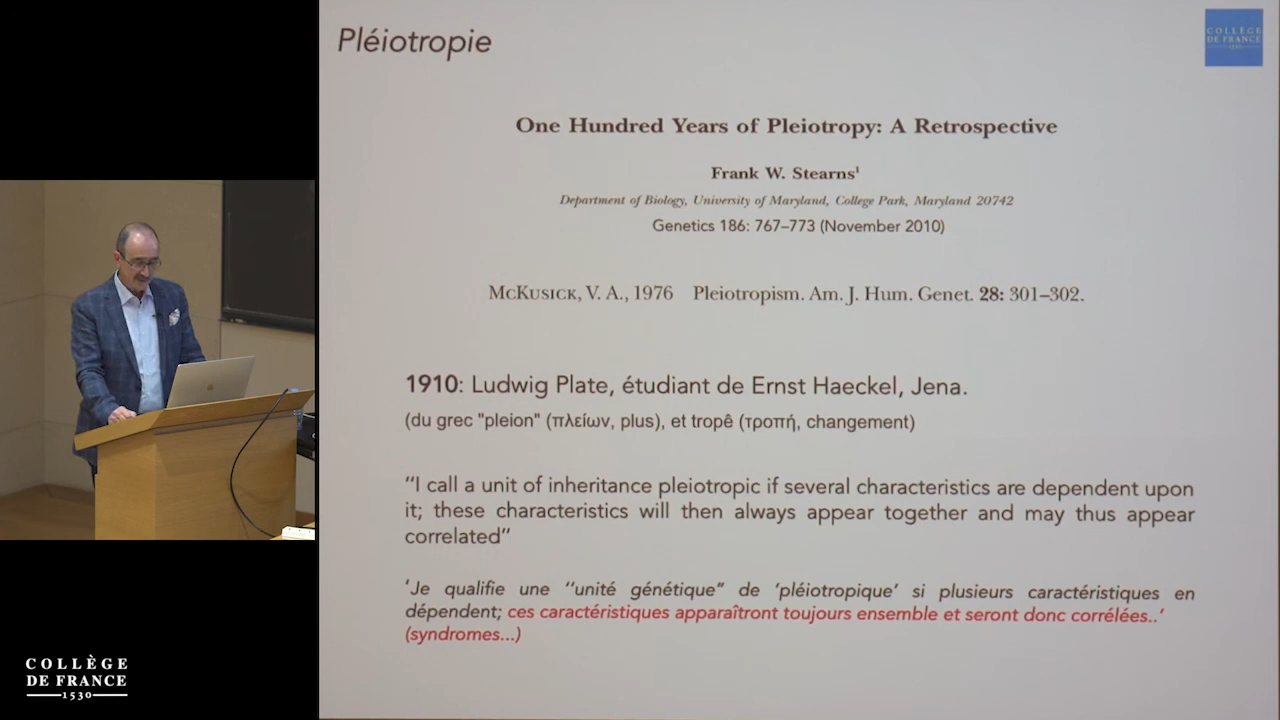 Pléiotropie
COLLÈGE
DE FRANCE
1530
One Hundred Years of Pleiotropy: A Retrospective
Frank W. Stearns¹
Department of Biology, University of Maryland, College Park, Maryland 20742
Genetics 186: 767–773 (November 2010)
McKusick, V. A., 1976 Pleiotropism. Am. J. Hum. Genet. 28: 301–302.
1910: Ludwig Plate, étudiant de Ernst Haeckel, Jena.
(du grec "pleion" (πλείων, plus), et tropê (τροπή, changement)
“I call a unit of inheritance pleiotropic if several characteristics are dependent upon
it; these characteristics will then always appear together and may thus appear
correlated”
‘Je qualifie une ‘’unité génétique’’ de ‘pléiotropique’ si plusieurs caractéristiques en
dépendent; ces caractéristiques apparaîtront toujours ensemble et seront donc corrélées..’
(syndromes...)
COLLÈGE
DE FRANCE
1530